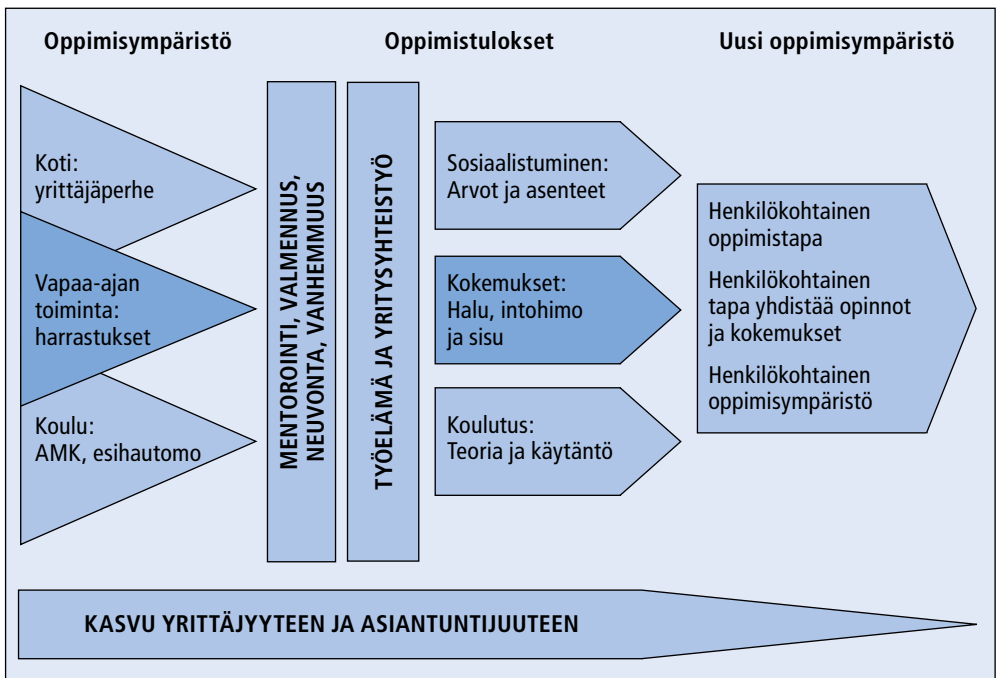 Oppimisympäristö
Oppimistulokset
Uusi oppimisympäristö
Koti:
yrittäjäperhe
Vapaa-ajan
toiminta:
harrastukset
Koulu:
AMK, esihautomo
MENTOROINTI, VALMENNUS,
NEUVONTA, VANHEMMUUS
TYÖELÄMÄ JA YRITYSYHTEISTYÖ
Sosiaalistuminen:
Arvot ja asenteet
Kokemukset:
Halu, intohimo
ja sisu
Koulutus:
Teoria ja käytäntö
Henkilökohtainen
oppimistapa
Henkilökohtainen
tapa yhdistää opinnot
ja kokemukset
Henkilökohtainen
oppimisympäristö
KASVU YRITTÄJYYTEEN JA ASIANTUNTIJUUTEEN